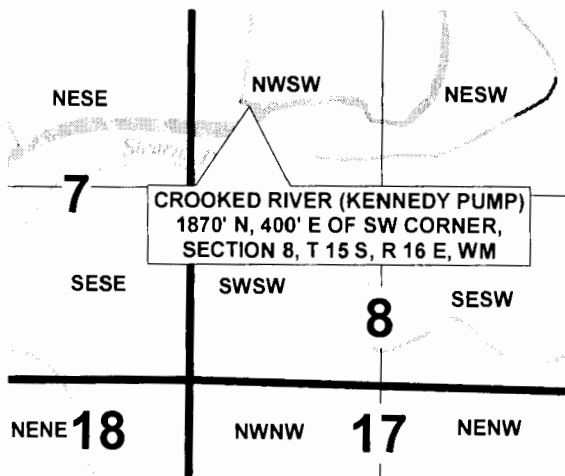 NWSW
NESE
NESW
7
CROOKED RIVER (KENNEDY PUMP)
1870' N, 400' E OF SW CORNER,
SECTION 8, T 15 S, R 16 E, WM
SESE
SWSW
SESW
8
NENE 18
NWNW
17
NENW